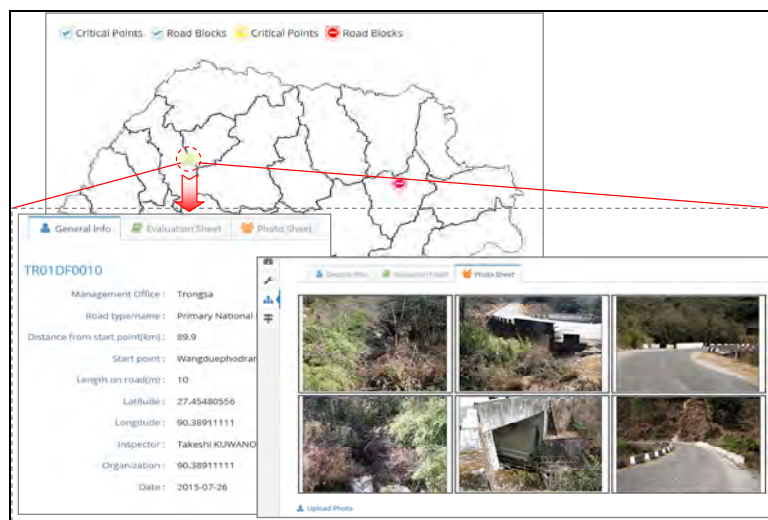 Critical Points Road Blocks Critical Points Road Blocks
General Info Evaluation Sheet Photo Sheet
TR01DF0010
Management Office : Trongsa
Road type/name : Primary National
Distance from start point(km) : 89.9
Start point : Wangduephodran
Length on road(m) : 10
Latitude : 27.45480556
Longitude : 90.38911111
Inspector : Takeshi KUWANO
Organization : 90.38911111
Date : 2015-07-26
General Info Evaluation Sheet Photo Sheet
Upload Photo